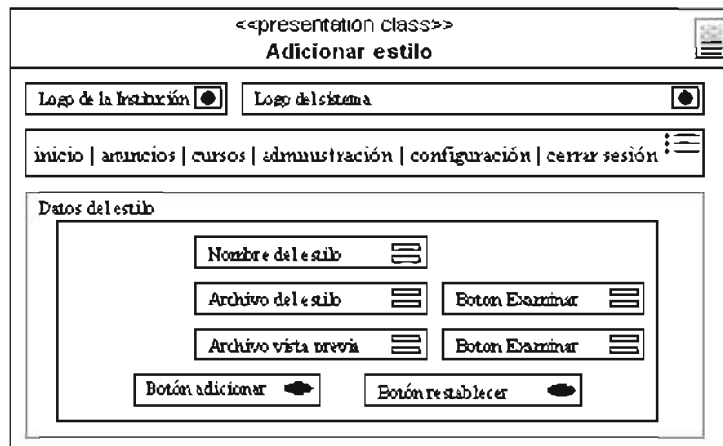 <<presentation class>>
Adicionar estilo
Logo de la Institución Logo del sistema
inicio | anuncios | cursos | administración | configuración | cerrar sesión
Datos del estilo
Nombre del estilo
Archivo del estilo Boton Examinar
Archivo vista previa Boton Examinar
Botón adicionar Botón restablecer